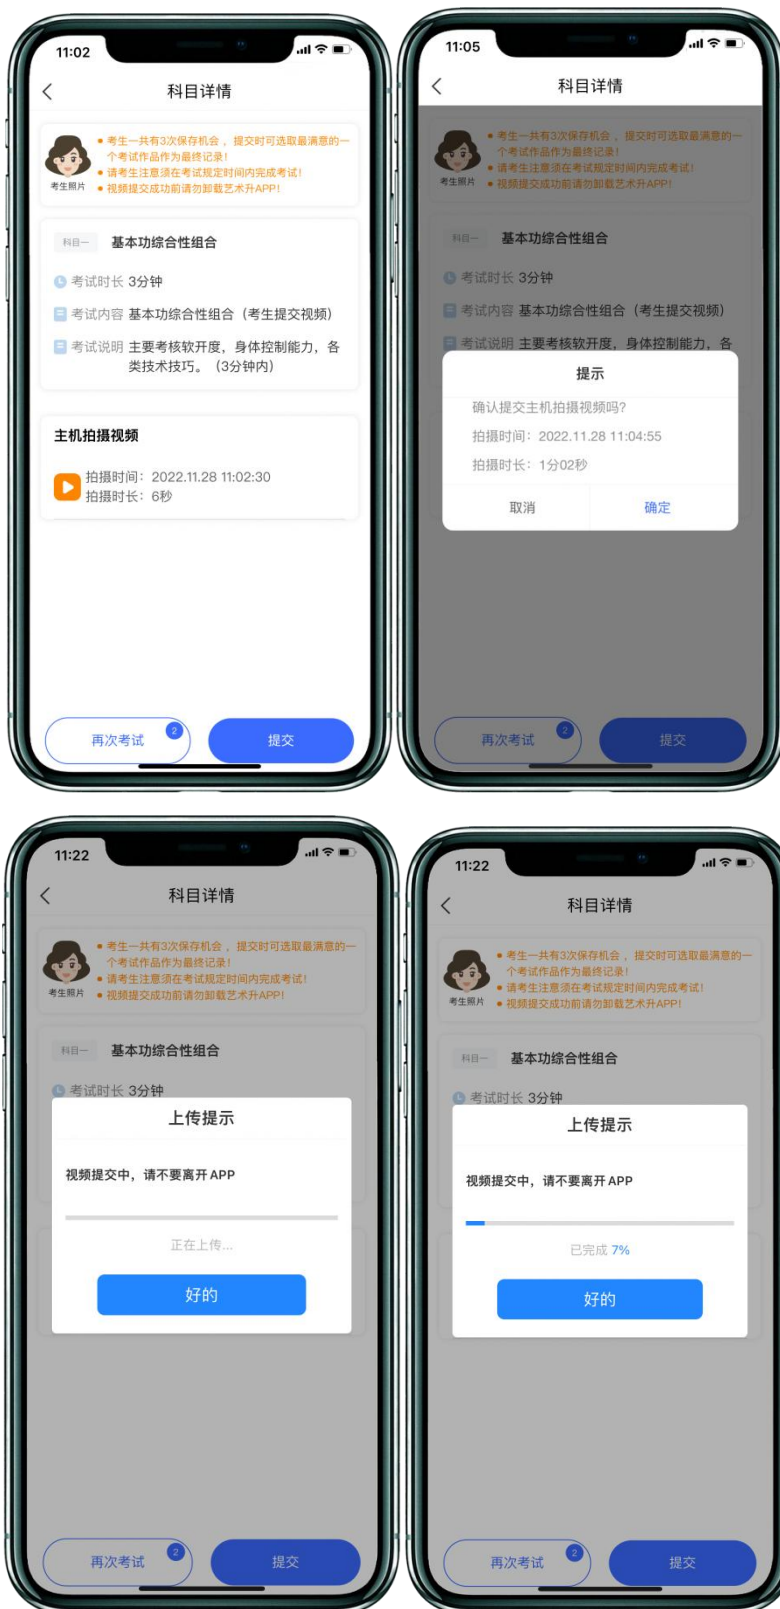 11:02
科目详情
• 考生一共有3次保存机会，提交时可选取最满意的一
个考试作品作为最终记录！
• 请考生注意须在考试规定时间内完成考试！
• 视频提交成功前请勿卸载艺术升APP！
考生照片
科目一 基本功综合性组合
考试时长 3分钟
考试内容 基本功综合性组合（考生提交视频）
考试说明 主要考核软开度，身体控制能力，各
类技术技巧。（3分钟内）
主机拍摄视频
拍摄时间：2022.11.28 11:02:30
拍摄时长：6秒
再次考试 2
提交
11:05
科目详情
• 考生一共有3次保存机会，提交时可选取最满意的一
个考试作品作为最终记录！
• 请考生注意须在考试规定时间内完成考试！
• 视频提交成功前请勿卸载艺术升APP！
考生照片
科目一 基本功综合性组合
考试时长 3分钟
考试内容 基本功综合性组合（考生提交视频）
考试说明 主要考核软开度，身体控制能力，各
提示
确认提交主机拍摄视频吗?
拍摄时间：2022.11.28 11:04:55
拍摄时长：1分02秒
取消 确定
再次考试 2
提交
11:22
科目详情
• 考生一共有3次保存机会，提交时可选取最满意的一
个考试作品作为最终记录！
• 请考生注意须在考试规定时间内完成考试！
• 视频提交成功前请勿卸载艺术升APP！
考生照片
科目一 基本功综合性组合
考试时长 3分钟
上传提示
视频提交中，请不要离开APP
正在上传...
好的
再次考试 2
提交
11:22
科目详情
• 考生一共有3次保存机会，提交时可选取最满意的一
个考试作品作为最终记录！
• 请考生注意须在考试规定时间内完成考试！
• 视频提交成功前请勿卸载艺术升APP！
考生照片
科目一 基本功综合性组合
考试时长 3分钟
上传提示
视频提交中，请不要离开APP
已完成 7%
好的
再次考试 2
提交